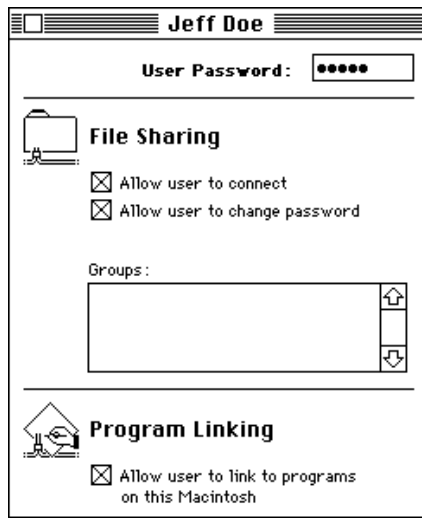 Jeff Doe
User Password: •••••
File Sharing
Allow user to connect
Allow user to change password
Groups:
Program Linking
Allow user to link to programs
on this Macintosh